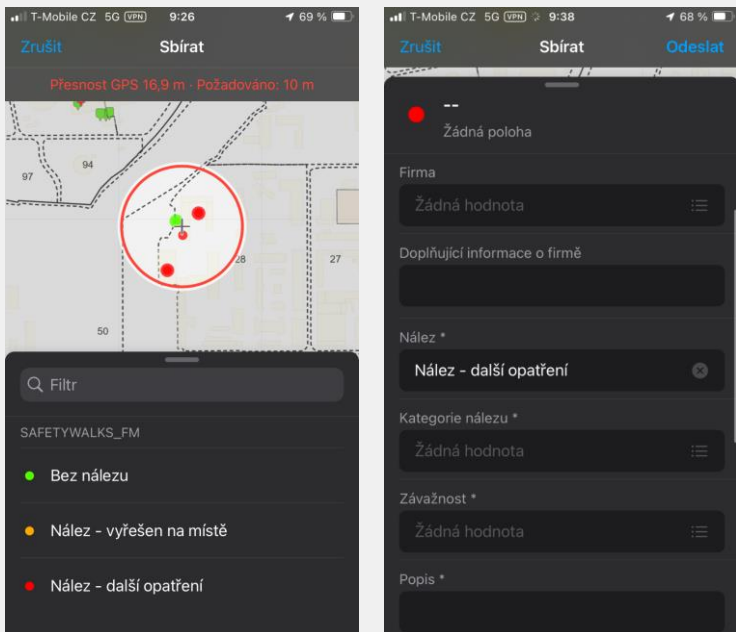 T-Mobile CZ 5G VPN 9:26 69 %
Zrušit Sbírat
Přesnost GPS 16,9 m · Požadováno: 10 m
94
97
28
27
50
Filtr
SAFETYWALKS_FM
Bez nálezu
Nález – vyřešen na místě
Nález – další opatření
T-Mobile CZ 5G VPN 9:38 68 %
Zrušit Sbírat Odeslat
--
Žádná poloha
Firma
Žádná hodnota
Doplňující informace o firmě
Nález *
Nález – další opatření
Kategorie nálezu *
Žádná hodnota
Závažnost *
Žádná hodnota
Popis *